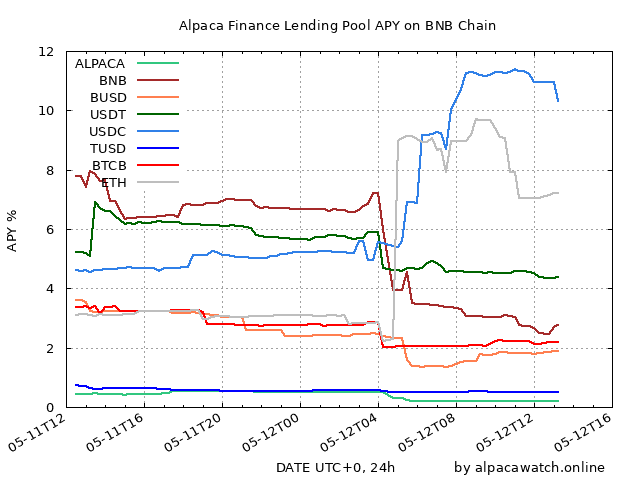 Alpaca Finance Lending Pool APY on BNB Chain
12
10
8
6
4
2
0
APY %
ALPACA
BNB
BUSD
USDT
USDC
TUSD
BTCB
ETH
05-11T12
05-11T16
05-11T20
05-12T00
05-12T04
05-12T08
05-12T12
05-12T16
DATE UTC+0, 24h
by alpacawatch.online